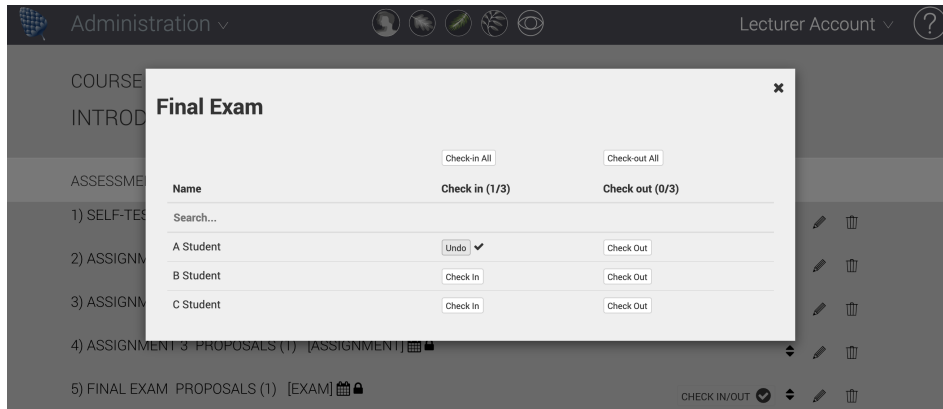 Administration
Lecturer Account
?
COURSE
INTROD
Final Exam
Check-in All Check-out All
ASSESSME
Name Check in (1/3) Check out (0/3)
1) SELF-TES
Search...
A Student Undo Check Out
2) ASSIGNM
B Student Check In Check Out
3) ASSIGNM
C Student Check In Check Out
4) ASSIGNMENT 3 PROPOSALS (1) [ASSIGNMENT]
5) FINAL EXAM PROPOSALS (1) [EXAM]
CHECK IN/OUT